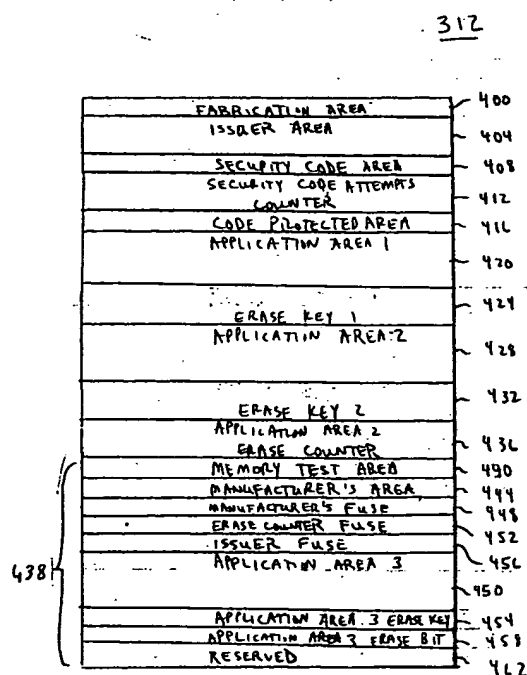 312
FABRICATION AREA 400
ISSUER AREA 404
SECURITY CODE AREA 408
SECURITY CODE ATTEMPTS
COUNTER 412
CODE PROTECTED AREA 416
APPLICATION AREA 1 420
ERASE KEY 1 424
APPLICATION AREA 2 428
ERASE KEY 2 432
APPLICATION AREA 2
ERASE COUNTER 436
MEMORY TEST AREA 440
MANUFACTURER'S AREA 444
MANUFACTURER'S FUSE 448
ERASE COUNTER FUSE 452
ISSUER FUSE 456
APPLICATION AREA 3 450
438
APPLICATION AREA 3 ERASE KEY 454
APPLICATION AREA 3 ERASE BIT 458
RESERVED 462